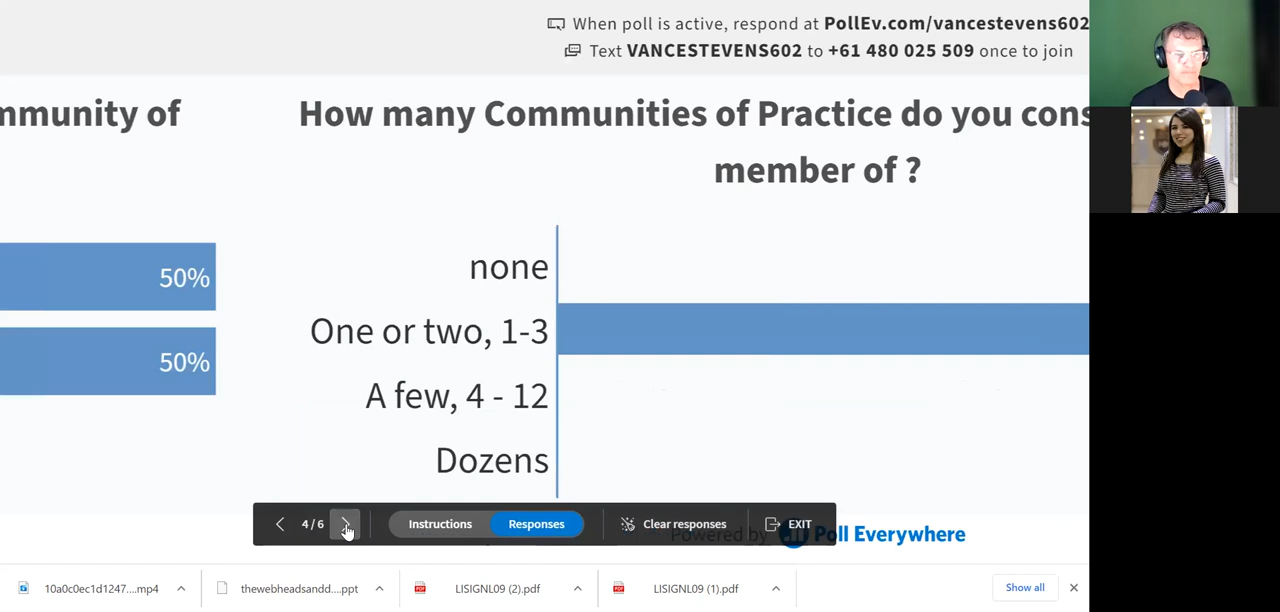 When poll is active, respond at PollEv.com/vancestevens602
Text VANCESTEVENS602 to +61 480 025 509 once to join
mmunity of
How many Communities of Practice do you cons
member of ?
50%
50%
none
One or two, 1-3
A few, 4 - 12
Dozens
4 / 6
Instructions
Responses
Clear responses
EXIT
Powered by Poll Everywhere
10a0c0ec1d1247....mp4
thewebheadsandd....ppt
LISIGNL09 (2).pdf
LISIGNL09 (1).pdf
Show all